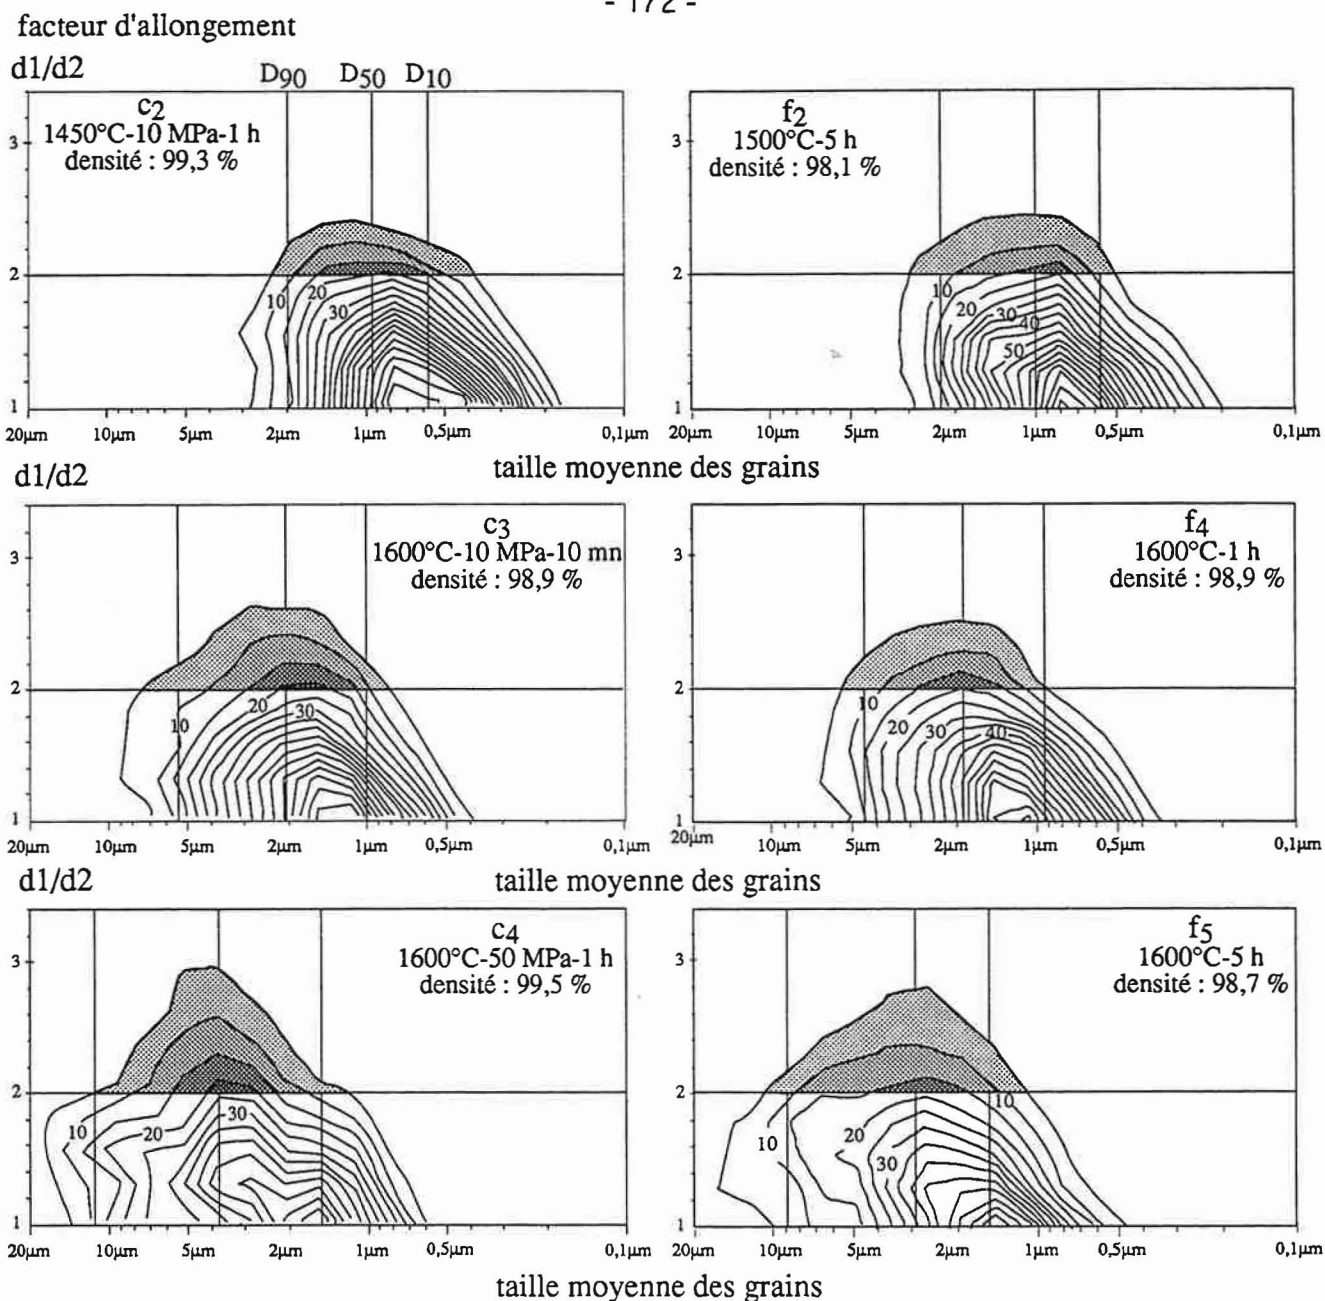 - 172 -
facteur d'allongement
d1/d2
D90 D50 D10
c2
1450°C-10 MPa-1 h
densité : 99,3 %
3
2
1
10
20
30
20µm 10µm 5µm 2µm 1µm 0,5µm 0,1µm
f2
1500°C-5 h
densité : 98,1 %
3
2
1
10
20
30
40
50
20µm 10µm 5µm 2µm 1µm 0,5µm 0,1µm
taille moyenne des grains
d1/d2
c3
1600°C-10 MPa-10 mn
densité : 98,9 %
3
2
1
10
20
30
20µm 10µm 5µm 2µm 1µm 0,5µm 0,1µm
f4
1600°C-1 h
densité : 98,9 %
3
2
1
10
20
30
40
20µm 10µm 5µm 2µm 1µm 0,5µm 0,1µm
taille moyenne des grains
d1/d2
c4
1600°C-50 MPa-1 h
densité : 99,5 %
3
2
1
10
20
30
20µm 10µm 5µm 2µm 1µm 0,5µm 0,1µm
f5
1600°C-5 h
densité : 98,7 %
3
2
1
10
20
30
10
20µm 10µm 5µm 2µm 1µm 0,5µm 0,1µm
taille moyenne des grains